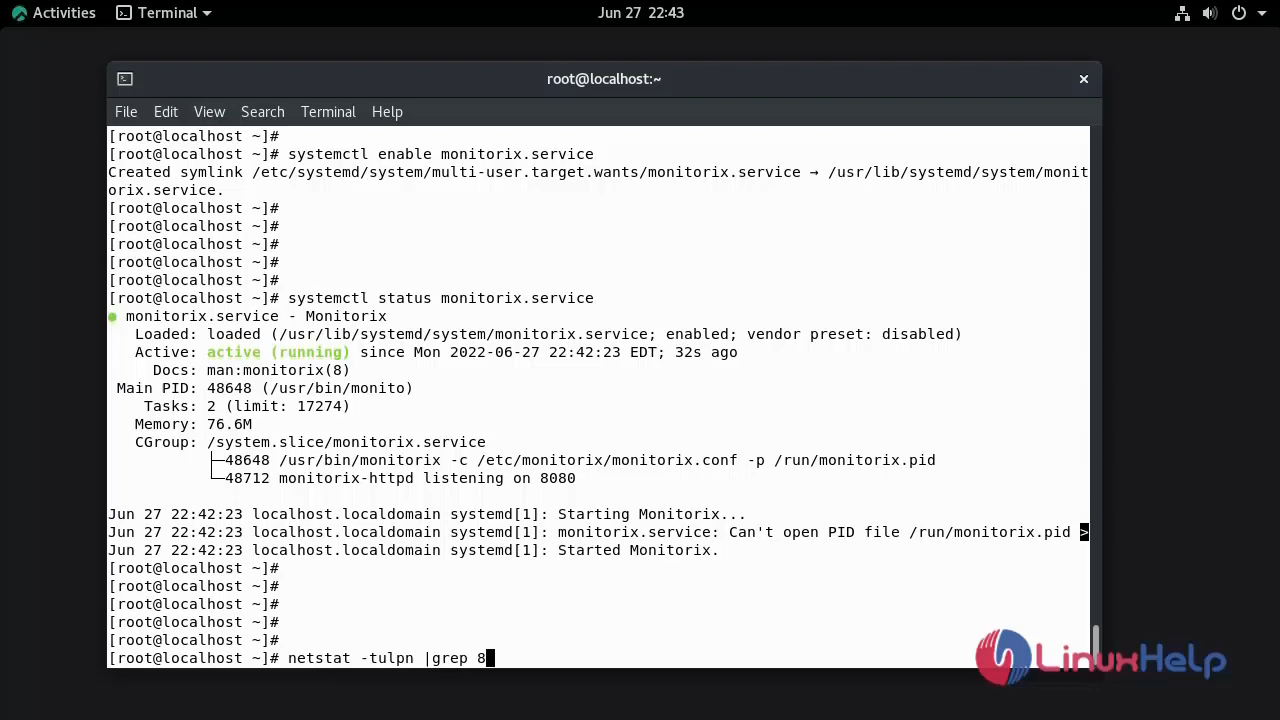 Activities Terminal Jun 27 22:43
root@localhost:~ ×
File Edit View Search Terminal Help
[root@localhost ~]#
[root@localhost ~]# systemctl enable monitorix.service
Created symlink /etc/systemd/system/multi-user.target.wants/monitorix.service → /usr/lib/systemd/system/monit
orix.service.
[root@localhost ~]#
[root@localhost ~]#
[root@localhost ~]#
[root@localhost ~]#
[root@localhost ~]#
[root@localhost ~]# systemctl status monitorix.service
● monitorix.service - Monitorix
Loaded: loaded (/usr/lib/systemd/system/monitorix.service; enabled; vendor preset: disabled)
Active: active (running) since Mon 2022-06-27 22:42:23 EDT; 32s ago
Docs: man:monitorix(8)
Main PID: 48648 (/usr/bin/monito)
Tasks: 2 (limit: 17274)
Memory: 76.6M
CGroup: /system.slice/monitorix.service
├─48648 /usr/bin/monitorix -c /etc/monitorix/monitorix.conf -p /run/monitorix.pid
└─48712 monitorix-httpd listening on 8080
Jun 27 22:42:23 localhost.localdomain systemd[1]: Starting Monitorix...
Jun 27 22:42:23 localhost.localdomain systemd[1]: monitorix.service: Can't open PID file /run/monitorix.pid >
Jun 27 22:42:23 localhost.localdomain systemd[1]: Started Monitorix.
[root@localhost ~]#
[root@localhost ~]#
[root@localhost ~]#
[root@localhost ~]#
[root@localhost ~]#
[root@localhost ~]# netstat -tulpn |grep 8
LinuxHelp